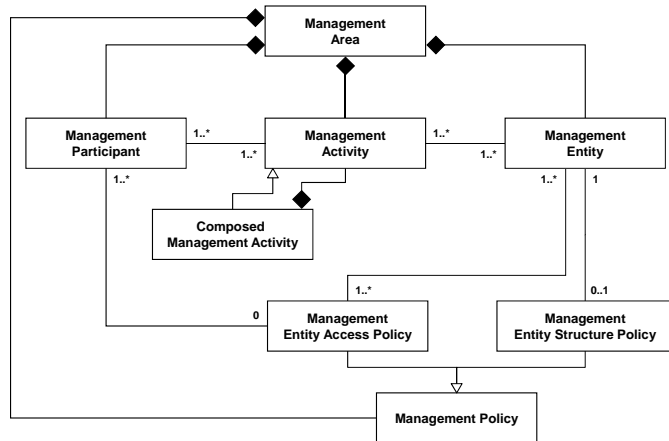 Management
Area
Management
Participant
1..*
1..*
Management
Activity
1..*
1..*
Management
Entity
1..*
1..*
1
Composed
Management Activity
1..*
0..1
0
Management
Entity Access Policy
Management
Entity Structure Policy
Management Policy